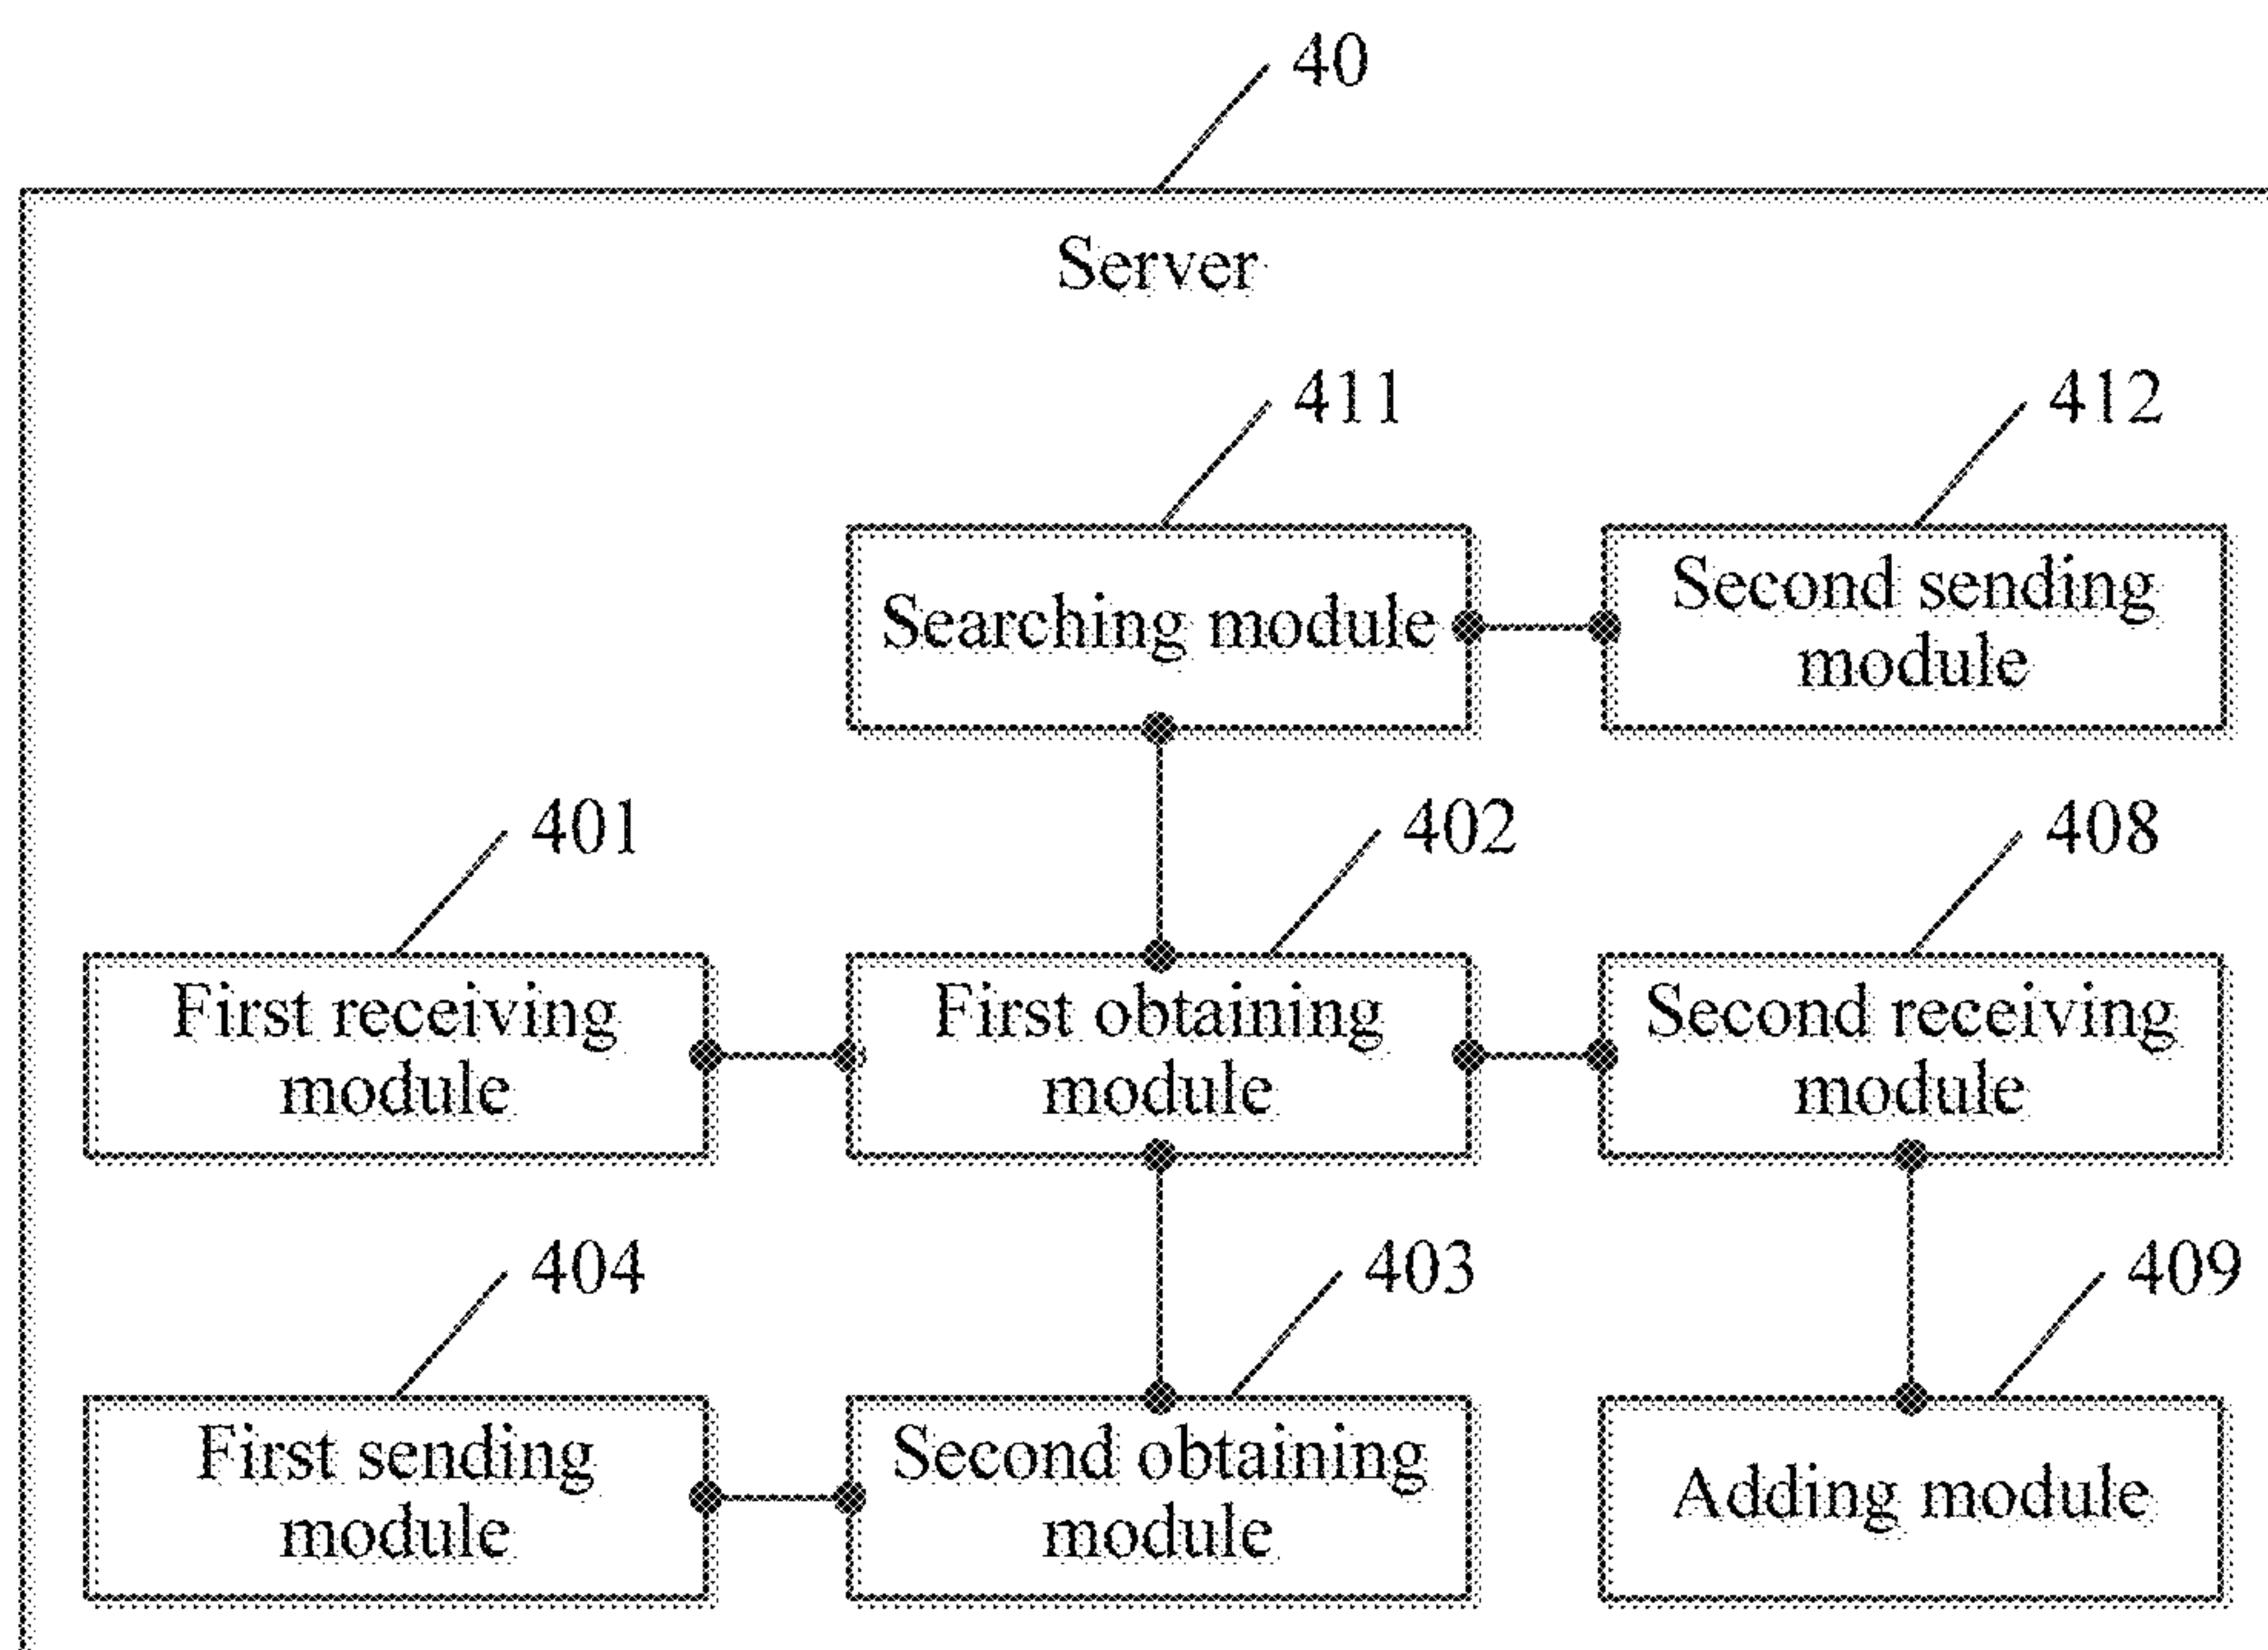 40
Server
411
412
Searching module
Second sending
module
401
402
408
First receiving
module
First obtaining
module
Second receiving
module
404
403
409
First sending
module
Second obtaining
module
Adding module